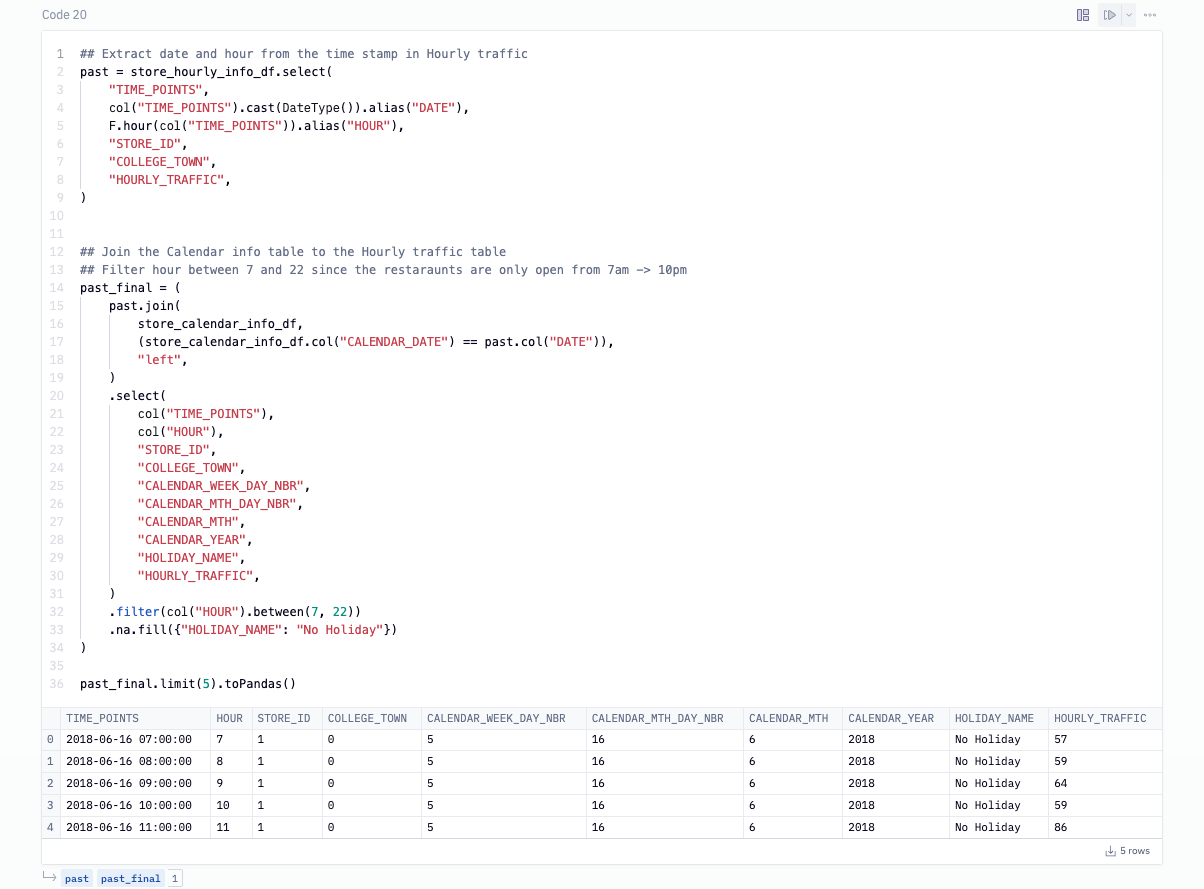 Code 20
1 ## Extract date and hour from the time stamp in Hourly traffic
2 past = store_hourly_info_df.select(
3     "TIME_POINTS",
4     col("TIME_POINTS").cast(DateType()).alias("DATE"),
5     F.hour(col("TIME_POINTS")).alias("HOUR"),
6     "STORE_ID",
7     "COLLEGE_TOWN",
8     "HOURLY_TRAFFIC",
9 )
10
11
12 ## Join the Calendar info table to the Hourly traffic table
13 ## Filter hour between 7 and 22 since the restaraunts are only open from 7am -> 10pm
14 past_final = (
15     past.join(
16         store_calendar_info_df,
17         (store_calendar_info_df.col("CALENDAR_DATE") == past.col("DATE")),
18         "left",
19     )
20     .select(
21         col("TIME_POINTS"),
22         col("HOUR"),
23         "STORE_ID",
24         "COLLEGE_TOWN",
25         "CALENDAR_WEEK_DAY_NBR",
26         "CALENDAR_MTH_DAY_NBR",
27         "CALENDAR_MTH",
28         "CALENDAR_YEAR",
29         "HOLIDAY_NAME",
30         "HOURLY_TRAFFIC",
31     )
32     .filter(col("HOUR").between(7, 22))
33     .na.fill({"HOLIDAY_NAME": "No Holiday"})
34 )
35
36 past_final.limit(5).toPandas()
TIME_POINTS HOUR STORE_ID COLLEGE_TOWN CALENDAR_WEEK_DAY_NBR CALENDAR_MTH_DAY_NBR CALENDAR_MTH CALENDAR_YEAR HOLIDAY_NAME HOURLY_TRAFFIC
0 2018-06-16 07:00:00 7 1 0 5 16 6 2018 No Holiday 57
1 2018-06-16 08:00:00 8 1 0 5 16 6 2018 No Holiday 59
2 2018-06-16 09:00:00 9 1 0 5 16 6 2018 No Holiday 64
3 2018-06-16 10:00:00 10 1 0 5 16 6 2018 No Holiday 59
4 2018-06-16 11:00:00 11 1 0 5 16 6 2018 No Holiday 86
5 rows
past past_final 1